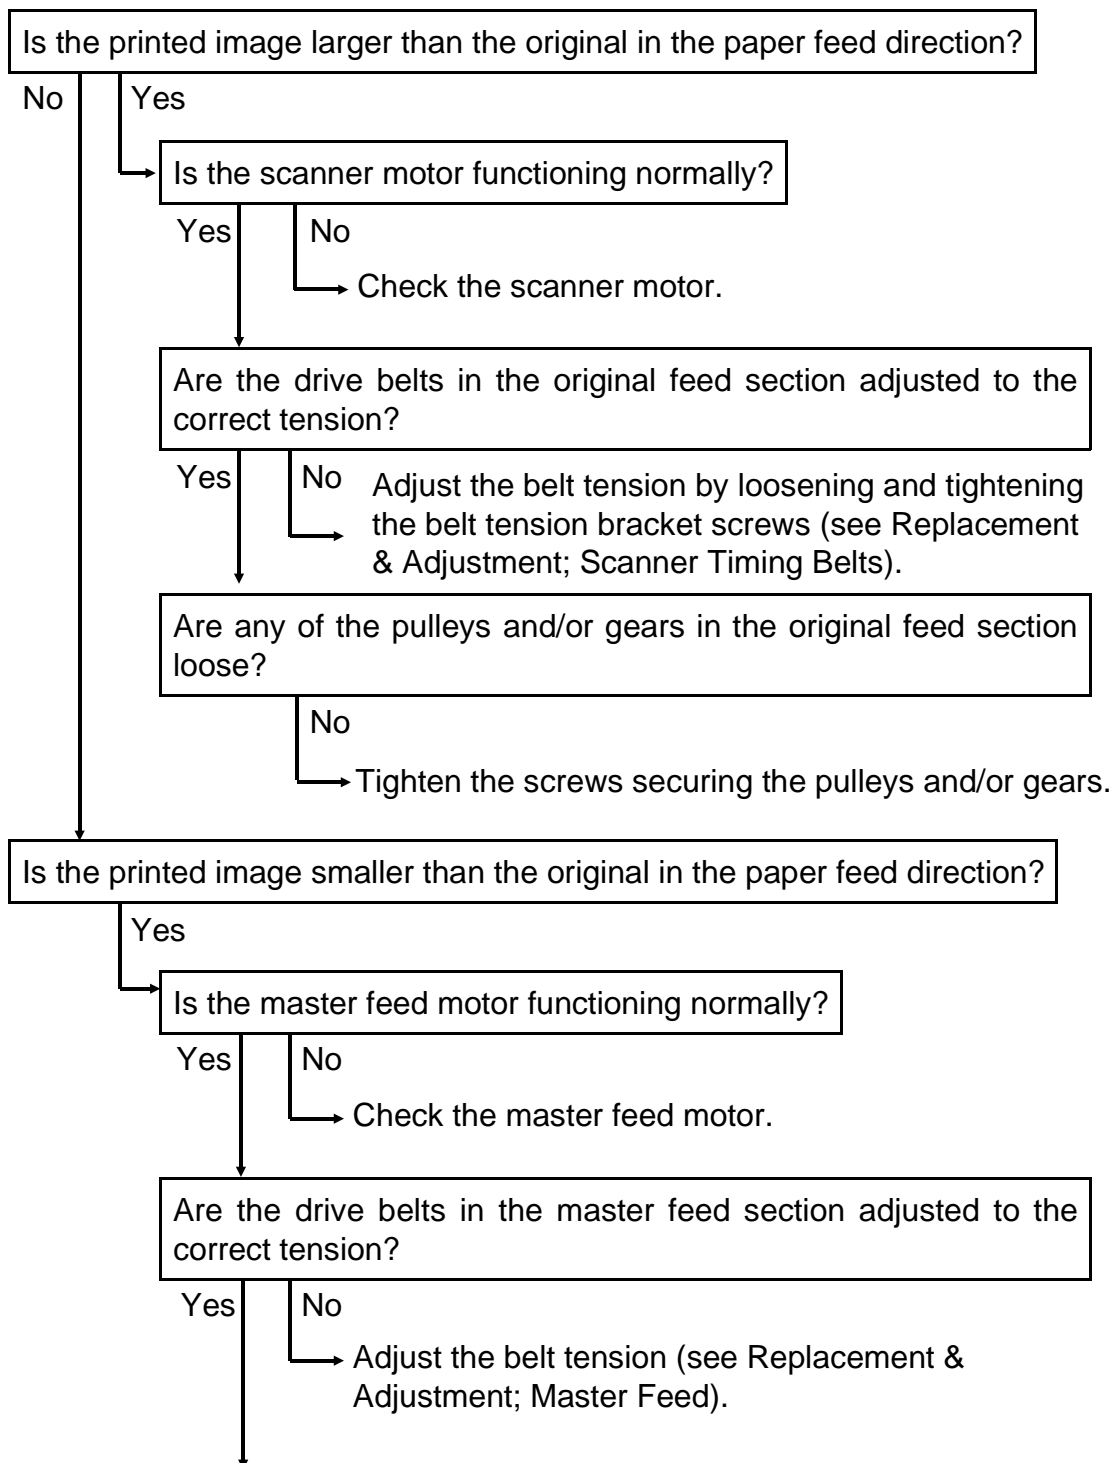 Is the printed image larger than the original in the paper feed direction?
No
Yes
Is the scanner motor functioning normally?
Yes
No
Check the scanner motor.
Are the drive belts in the original feed section adjusted to the
correct tension?
Yes
No
Adjust the belt tension by loosening and tightening
the belt tension bracket screws (see Replacement
& Adjustment; Scanner Timing Belts).
Are any of the pulleys and/or gears in the original feed section
loose?
No
Tighten the screws securing the pulleys and/or gears.
Is the printed image smaller than the original in the paper feed direction?
Yes
Is the master feed motor functioning normally?
Yes
No
Check the master feed motor.
Are the drive belts in the master feed section adjusted to the
correct tension?
Yes
No
Adjust the belt tension (see Replacement &
Adjustment; Master Feed).